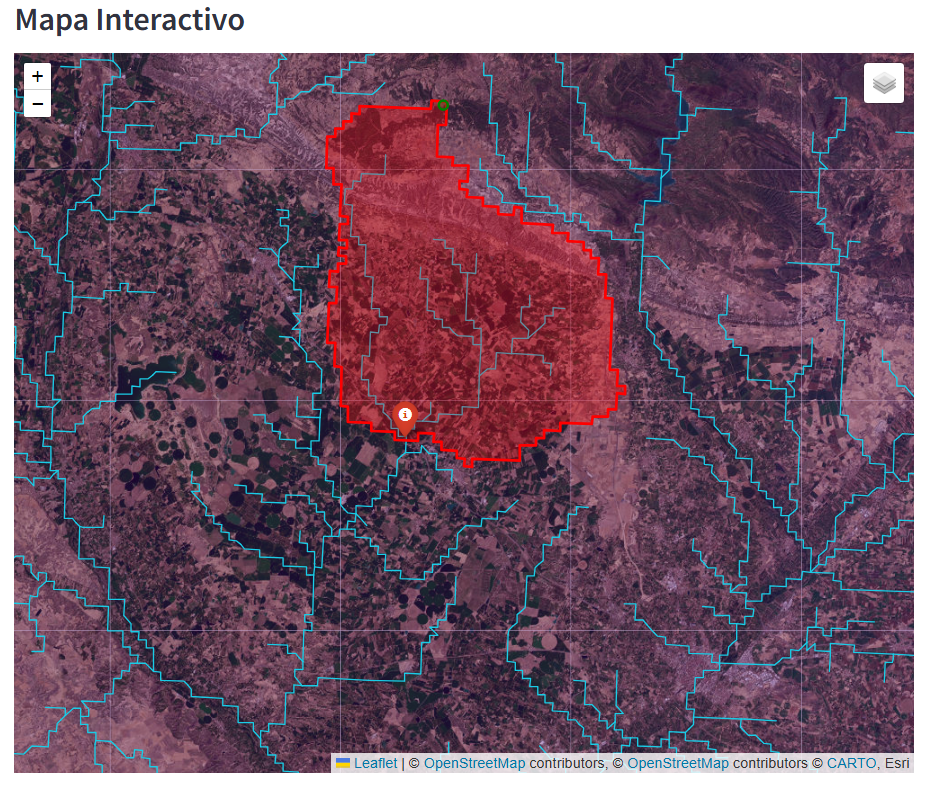 Mapa Interactivo
+
−
i
Leaflet | © OpenStreetMap contributors, © OpenStreetMap contributors © CARTO, Esri